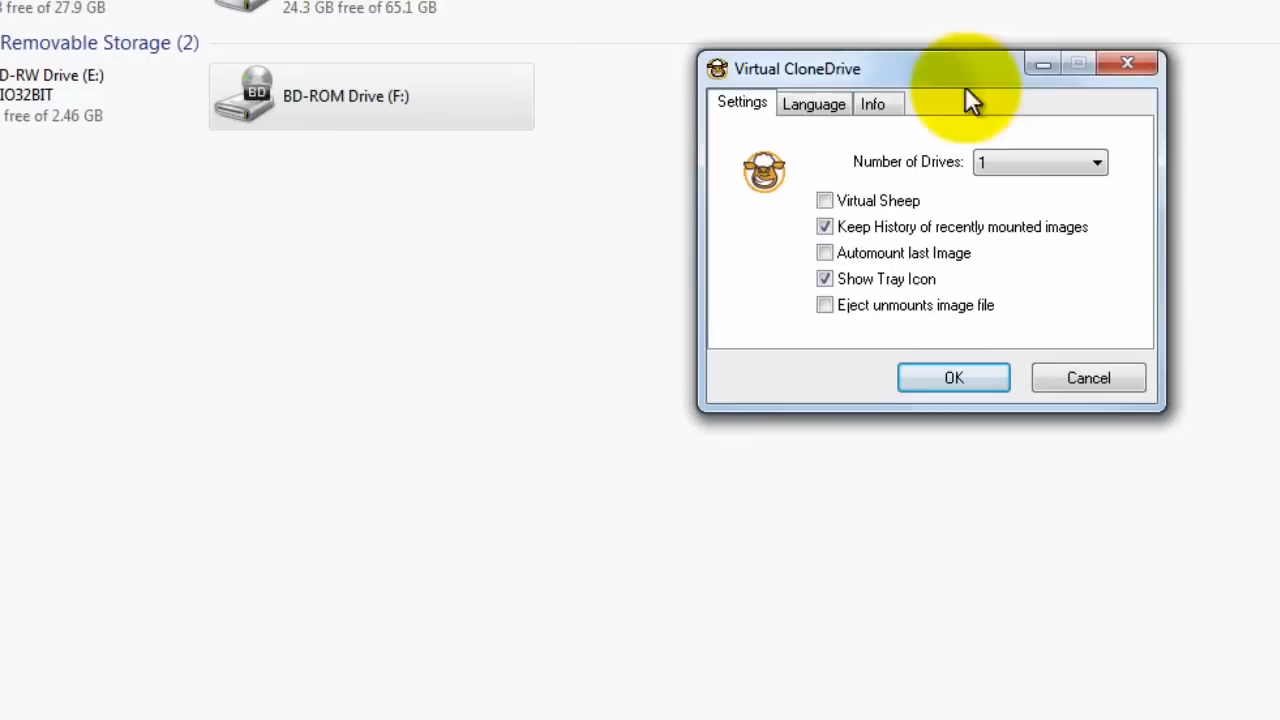 free of 27.9 GB
24.3 GB free of 65.1 GB
Removable Storage (2)
D-RW Drive (E:)
IO32BIT
free of 2.46 GB
BD
BD-ROM Drive (F:)
Virtual CloneDrive
Settings
Language
Info
Number of Drives: 1
Virtual Sheep
Keep History of recently mounted images
Automount last Image
Show Tray Icon
Eject unmounts image file
OK
Cancel